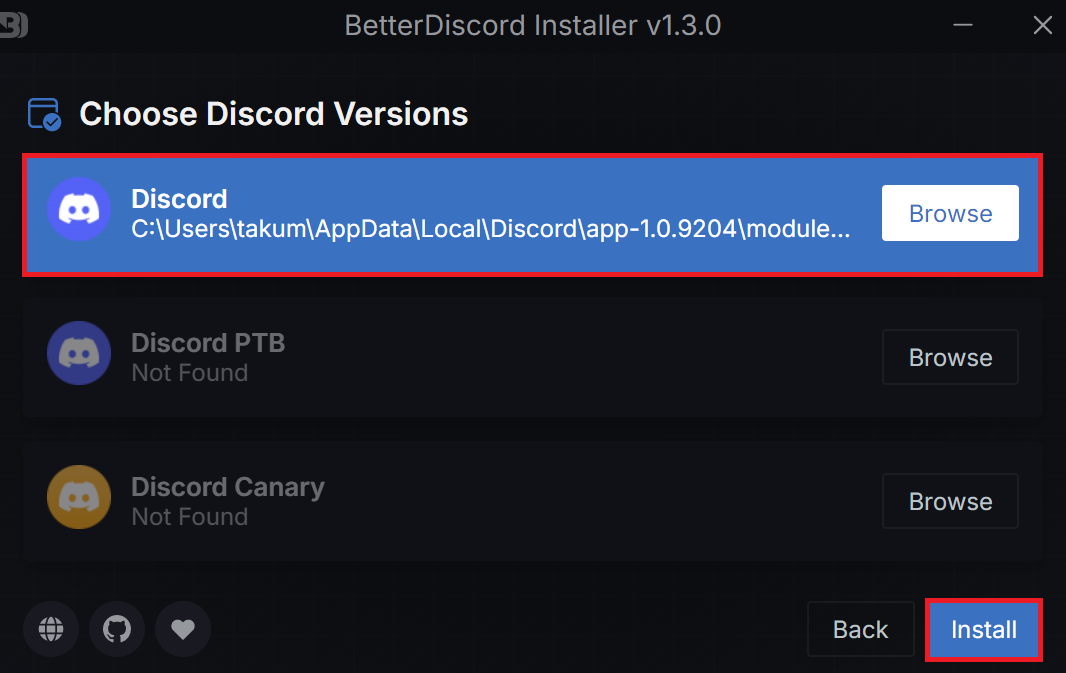 BetterDiscord Installer v1.3.0
Choose Discord Versions
Discord
C:\Users\takum\AppData\Local\Discord\app-1.0.9204\module...
Browse
Discord PTB
Not Found
Browse
Discord Canary
Not Found
Browse
Back
Install